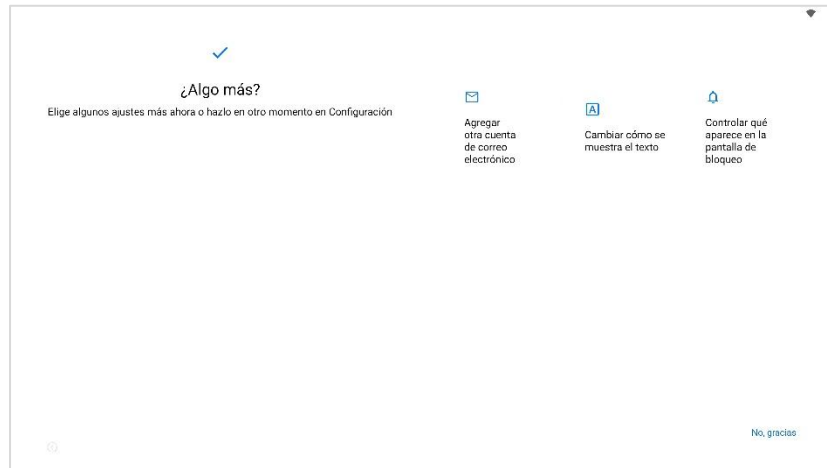 ¿Algo más?
Elige algunos ajustes más ahora o hazlo en otro momento en Configuración
Agregar
otra cuenta
de correo
electrónico
A
Cambiar cómo se
muestra el texto
Controlar qué
aparece en la
pantalla de
bloqueo
No, gracias